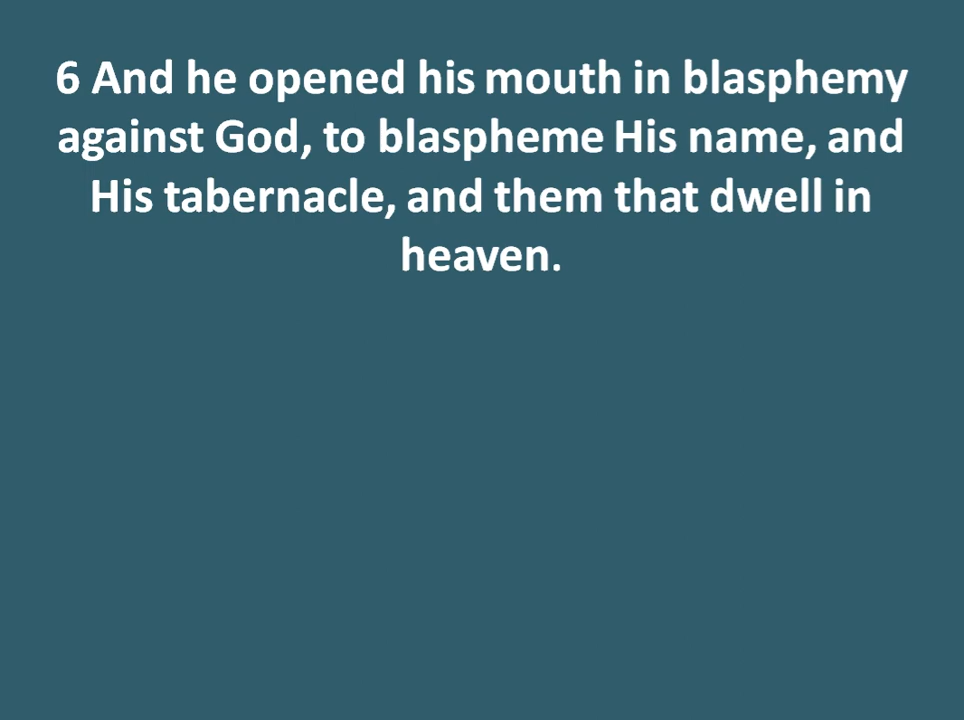 6 And he opened his mouth in blasphemy
against God, to blaspheme His name, and
His tabernacle, and them that dwell in
heaven.